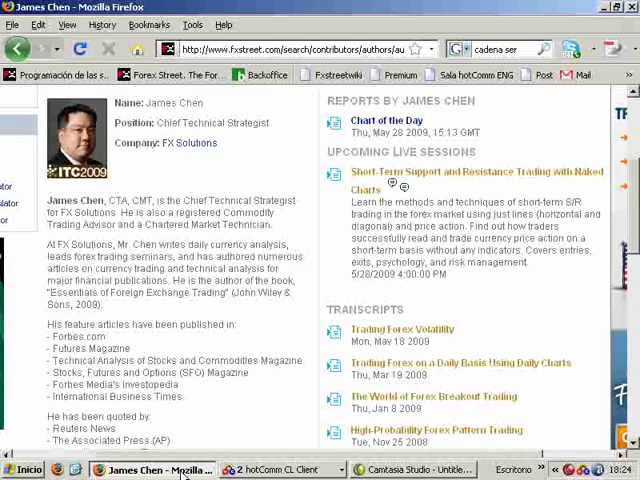 James Chen - Mozilla Firefox
File Edit View History Bookmarks Tools Help
http://www.fxstreet.com/search/contributors/authors/au
cadena ser
Programación de las s... Forex Street. The For... Backoffice Fxstreetwiki Premium Sala hotComm ENG Post Mail
Name: James Chen
Position: Chief Technical Strategist
Company: FX Solutions
ITC2009
James Chen, CTA, CMT, is the Chief Technical Strategist
for FX Solutions He is also a registered Commodity
Trading Advisor and a Chartered Market Technician.
At FX Solutions, Mr. Chen writes daily currency analysis,
leads forex trading seminars, and has authored numerous
articles on currency trading and technical analysis for
major financial publications. He is the author of the book,
"Essentials of Foreign Exchange Trading" (John Wiley &
Sons, 2009).
His feature articles have been published in:
- Forbes.com
- Futures Magazine
- Technical Analysis of Stocks and Commodities Magazine
- Stocks, Futures and Options (SFO) Magazine
- Forbes Media's Investopedia
- International Business Times
He has been quoted by:
- Reuters News
- The Associated Press (AP)
REPORTS BY JAMES CHEN
Chart of the Day
Thu, May 28 2009, 15:13 GMT
UPCOMING LIVE SESSIONS
Short-Term Support and Resistance Trading with Naked
Charts
Learn the methods and techniques of short-term S/R
trading in the forex market using just lines (horizontal and
diagonal) and price action. Find out how traders
successfully read and trade currency price action on a
short-term basis without any indicators. Covers entries,
exits, psychology, and risk management.
5/28/2009 4:00:00 PM
TRANSCRIPTS
Trading Forex Volatility
Mon, May 18 2009
Trading Forex on a Daily Basis Using Daily Charts
Thu, Mar 19 2009
The World of Forex Breakout Trading
Thu, Jan 8 2009
High-Probability Forex Pattern Trading
Tue, Nov 25 2008
Inicio James Chen - Mozilla ... 2 hotComm CL Client Camtasia Studio - Untitle... Escritorio 18:24